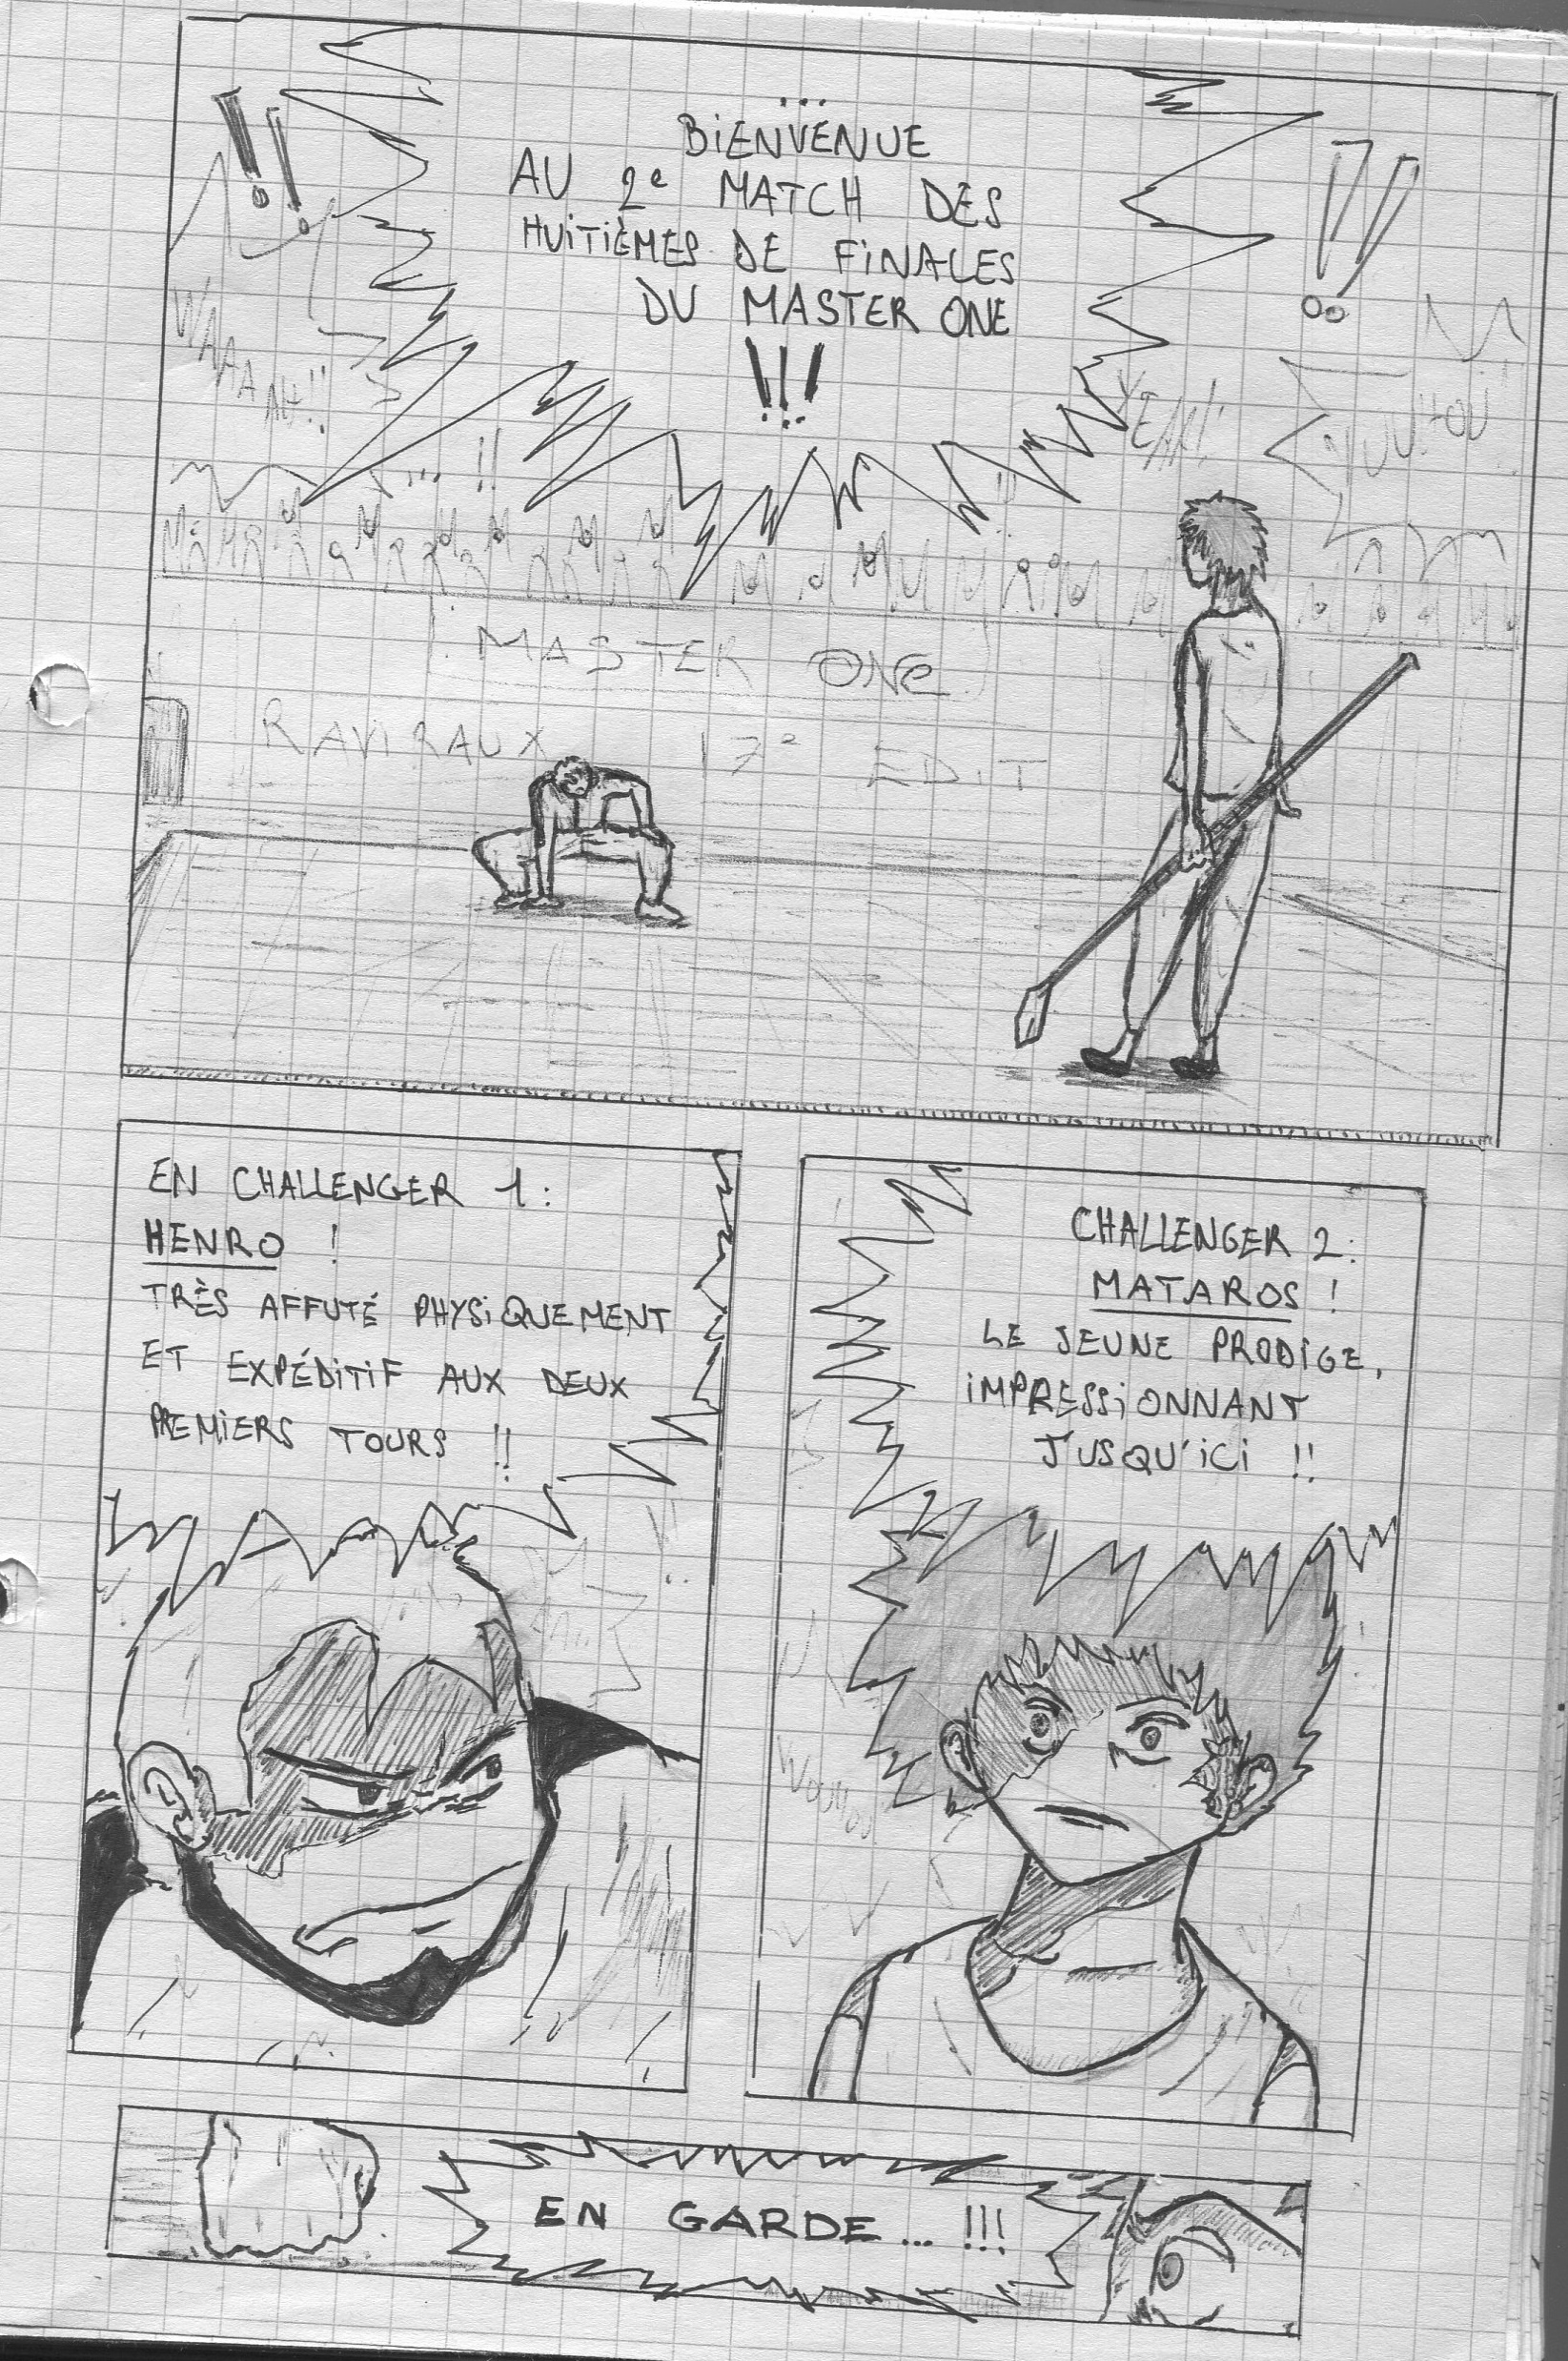 ...
BIENVENUE
AU 2e MATCH DES
HUITIÈMES DE FINALES
DU MASTER ONE
!!!
!!
!!
WAAAAAH!!
YEAH!
YUUUHOU
... !!
MASTER ONE
RAVIRAUX 17e EDIT
EN CHALLENGER 1 :
HENRO !
TRÈS AFFUTÉ PHYSIQUEMENT
ET EXPÉDITIF AUX DEUX
PREMIERS TOURS !!
CHALLENGER 2 :
MATAROS !
LE JEUNE PRODIGE,
IMPRESSIONNANT
JUSQU'ICI !!
EN GARDE... !!!